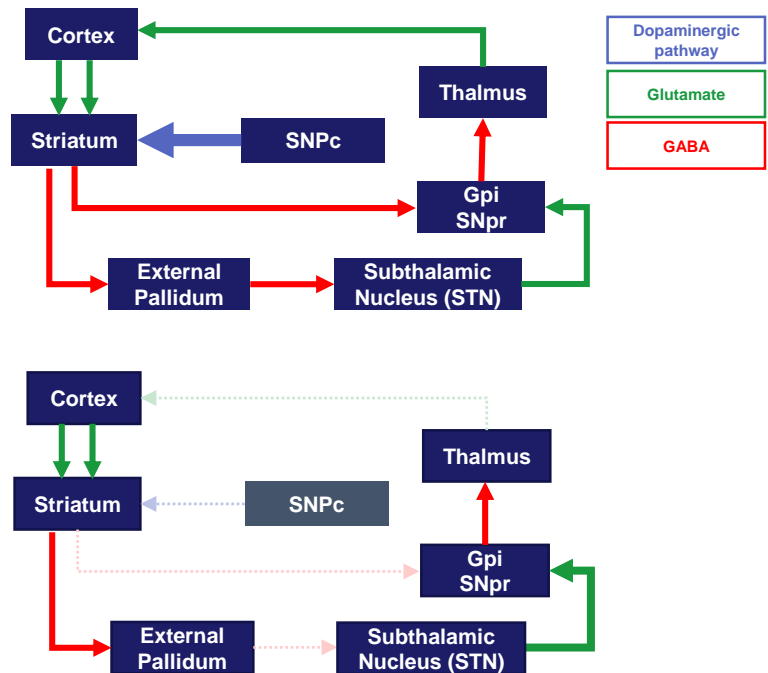 Cortex
Dopaminergic
pathway
Thalmus
Glutamate
Striatum
SNPc
GABA
Gpi
SNpr
External
Pallidum
Subthalamic
Nucleus (STN)
Cortex
Thalmus
Striatum
SNPc
Gpi
SNpr
External
Pallidum
Subthalamic
Nucleus (STN)